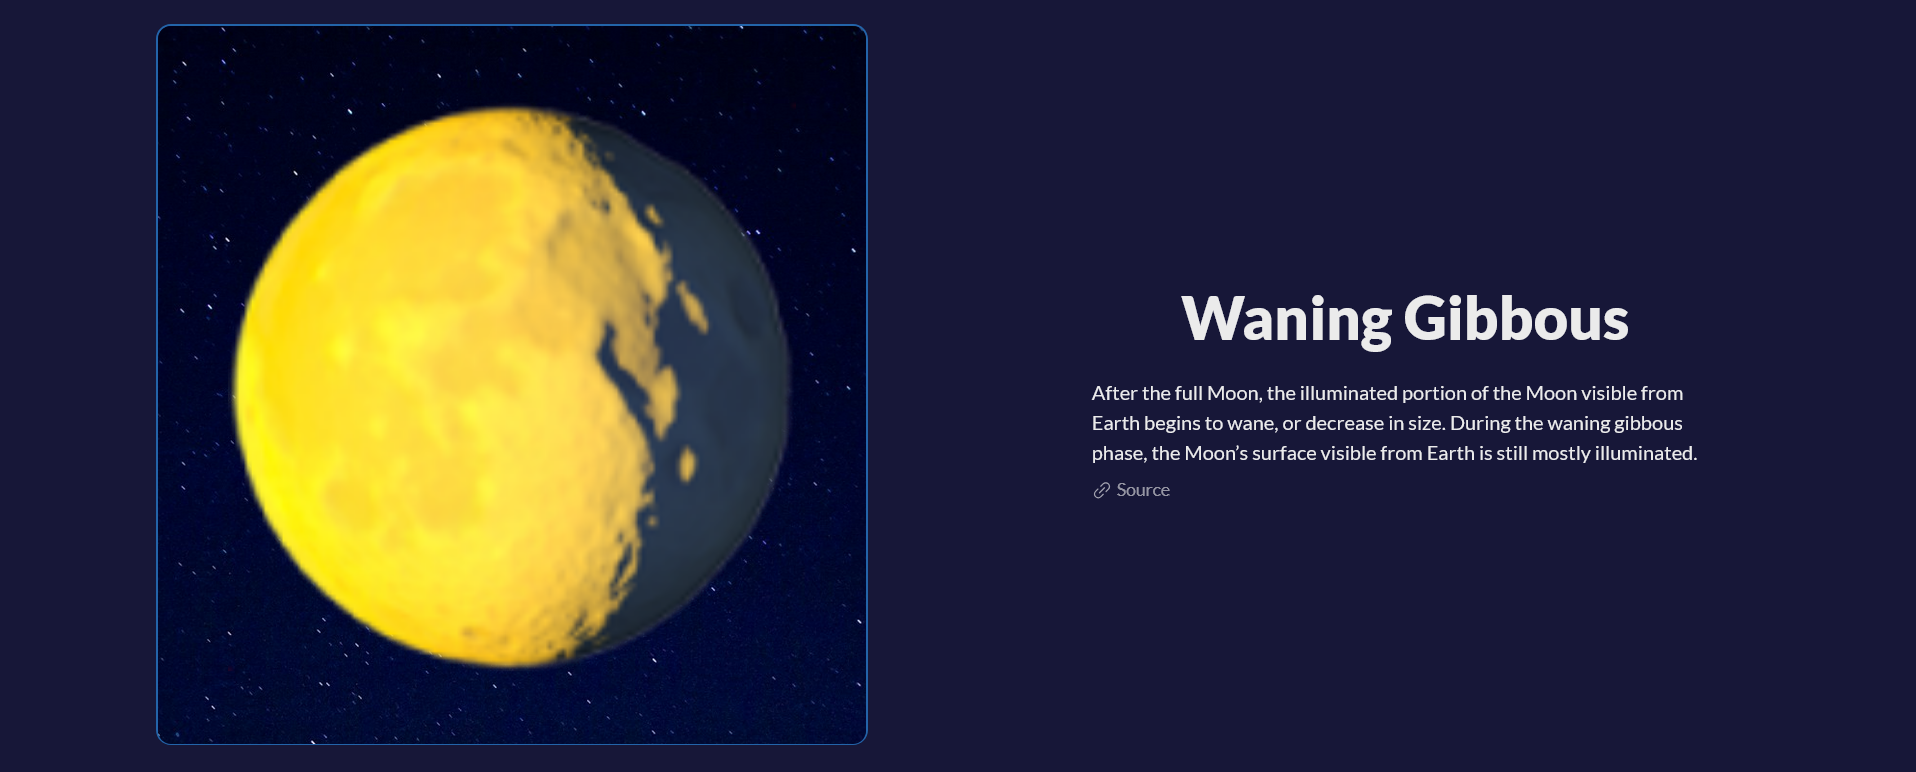 Waning Gibbous
After the full Moon, the illuminated portion of the Moon visible from
Earth begins to wane, or decrease in size. During the waning gibbous
phase, the Moon’s surface visible from Earth is still mostly illuminated.
Source